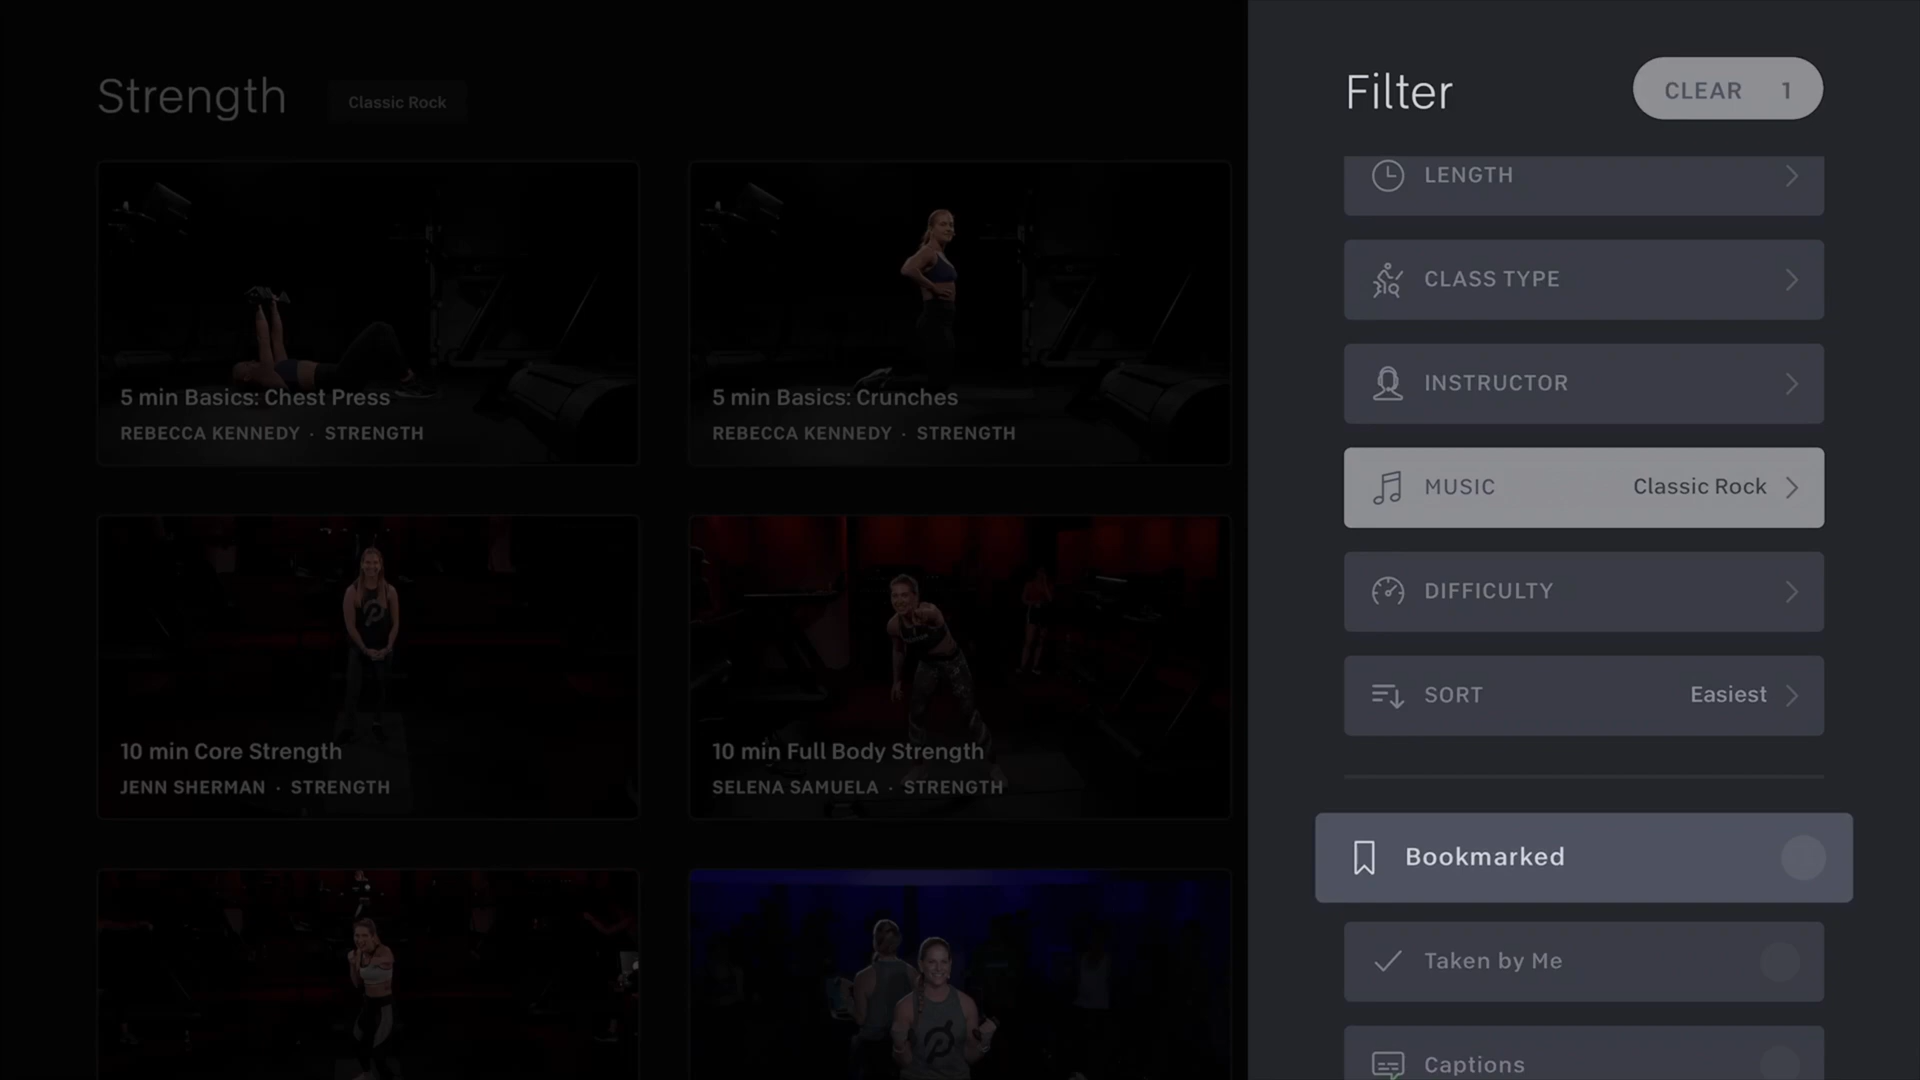 Strength
Classic Rock
5 min Basics: Chest Press
REBECCA KENNEDY · STRENGTH
5 min Basics: Crunches
REBECCA KENNEDY · STRENGTH
10 min Core Strength
JENN SHERMAN · STRENGTH
10 min Full Body Strength
SELENA SAMUELA · STRENGTH
Filter
CLEAR 1
LENGTH
CLASS TYPE
INSTRUCTOR
MUSIC Classic Rock
DIFFICULTY
SORT Easiest
Bookmarked
Taken by Me
Captions